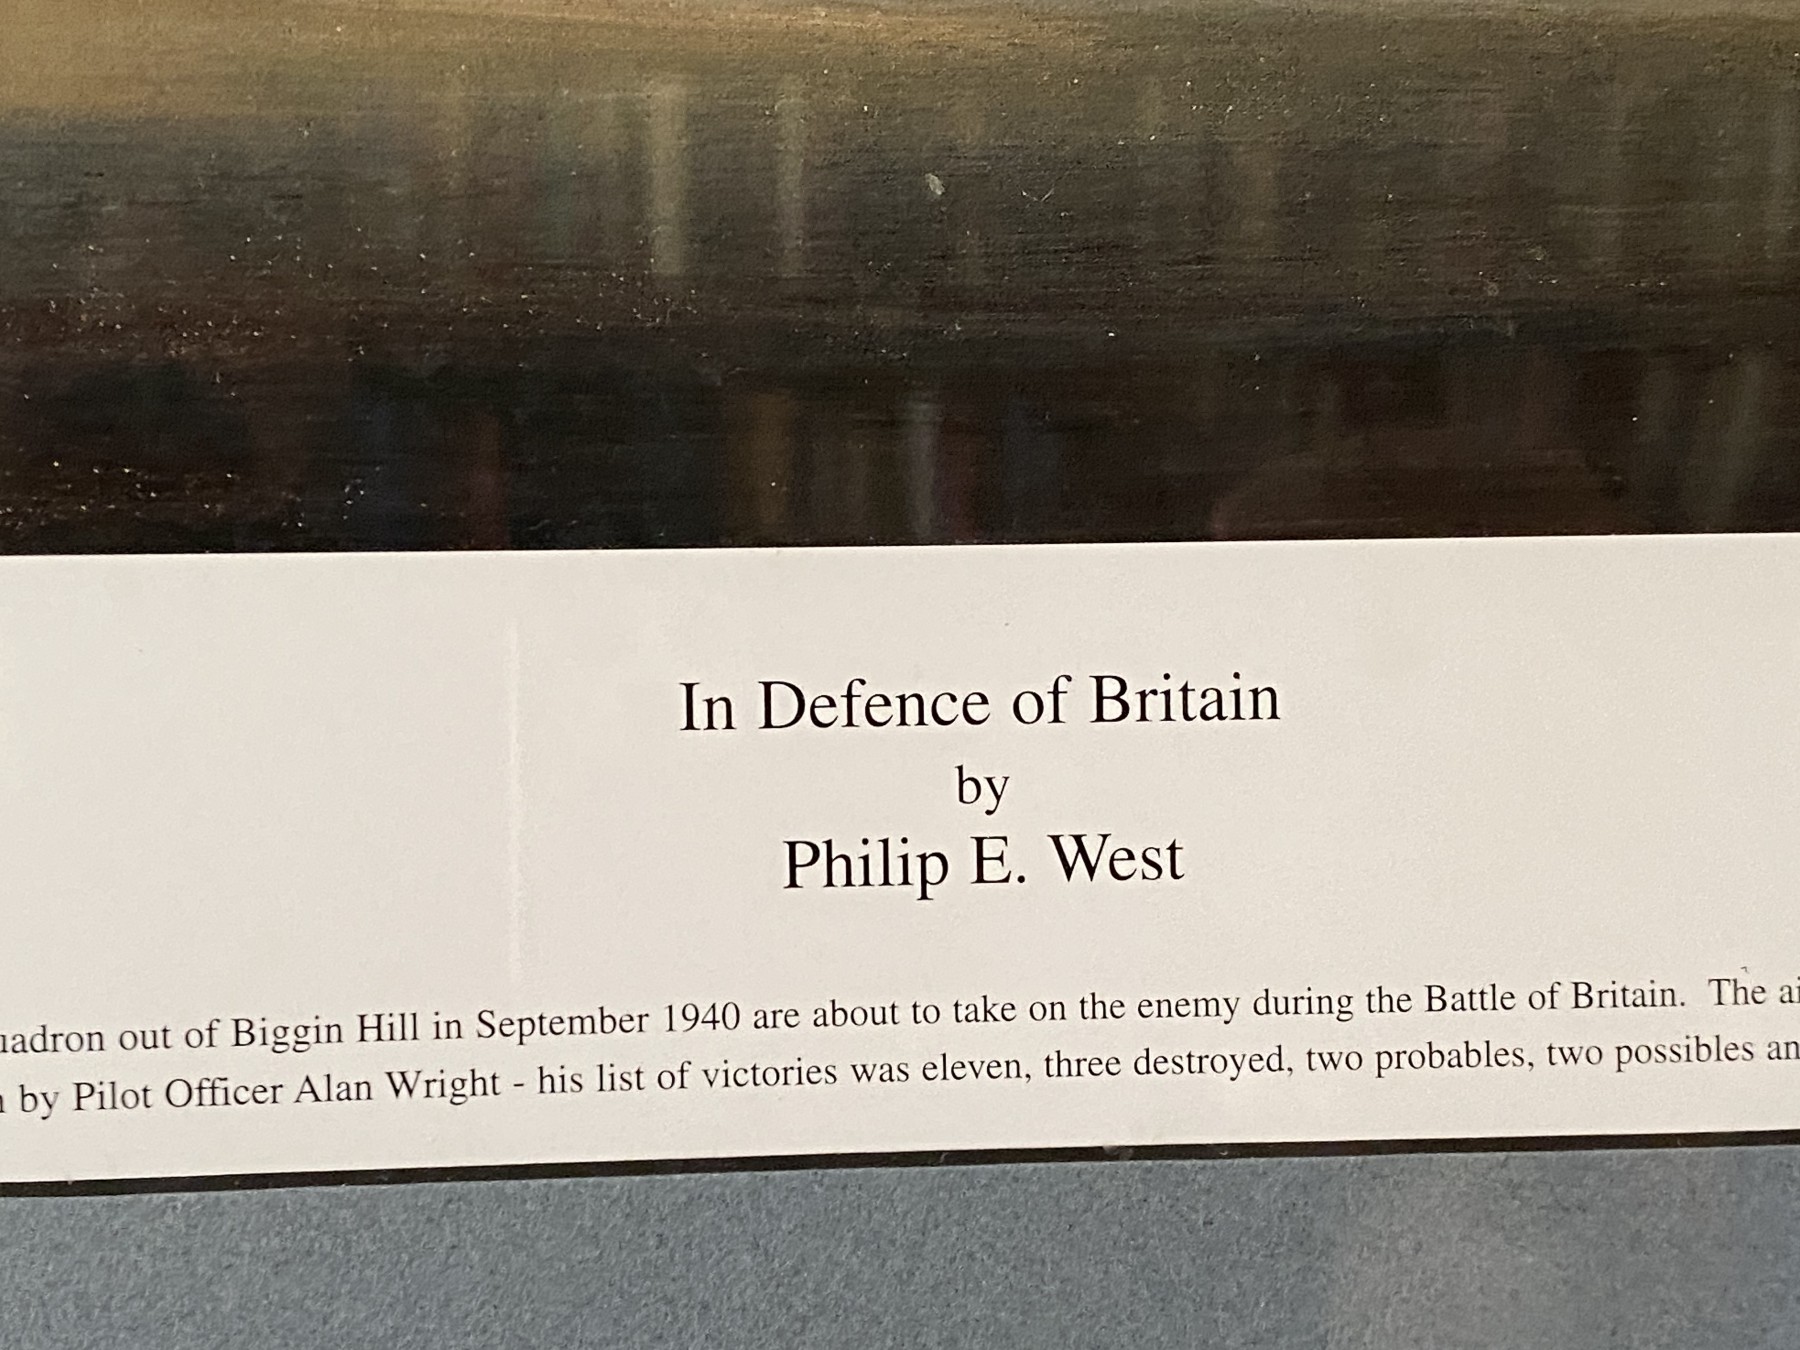 In Defence of Britain
by
Philip E. West
out of Biggin Hill in September 1940 are about to take on the enemy during the Battle of Britain. The
by Pilot Officer Alan Wright - his list of victories was eleven, three destroyed, two probables, two possibles